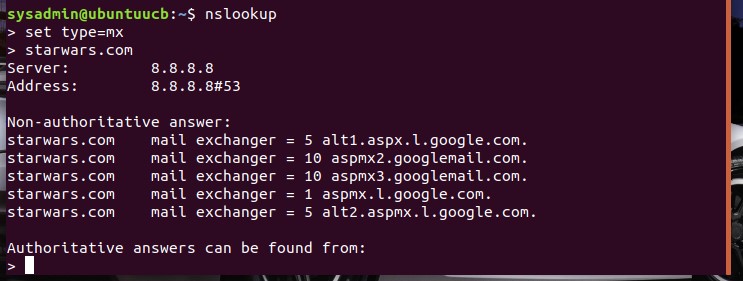 sysadmin@ubuntuucb:~$ nslookup
> set type=mx
> starwars.com
Server:         8.8.8.8
Address:        8.8.8.8#53

Non-authoritative answer:
starwars.com    mail exchanger = 5 alt1.aspx.l.google.com.
starwars.com    mail exchanger = 10 aspmx2.googlemail.com.
starwars.com    mail exchanger = 10 aspmx3.googlemail.com.
starwars.com    mail exchanger = 1 aspmx.l.google.com.
starwars.com    mail exchanger = 5 alt2.aspmx.l.google.com.

Authoritative answers can be found from:
>